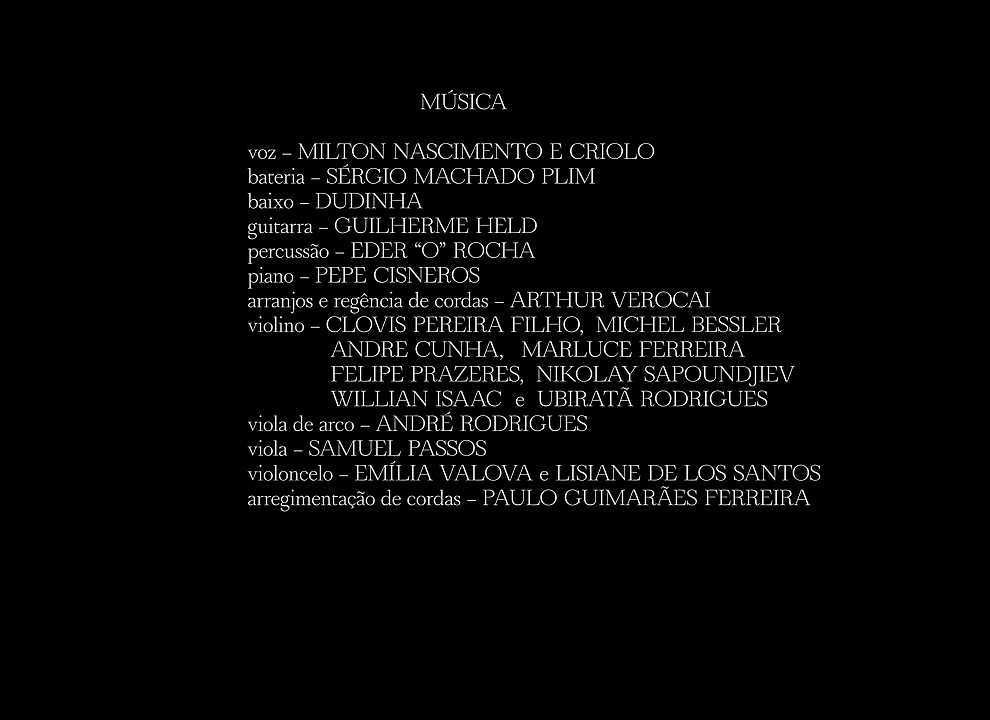 MÚSICA
voz – MILTON NASCIMENTO E CRIOLO
bateria – SÉRGIO MACHADO PLIM
baixo – DUDINHA
guitarra – GUILHERME HELD
percussão – EDER “O” ROCHA
piano – PEPE CISNEROS
arranjos e regência de cordas – ARTHUR VEROCAI
violino – CLOVIS PEREIRA FILHO, MICHEL BESSLER
ANDRE CUNHA, MARLUCE FERREIRA
FELIPE PRAZERES, NIKOLAY SAPOUNDJIEV
WILLIAN ISAAC e UBIRATÃ RODRIGUES
viola de arco – ANDRÉ RODRIGUES
viola – SAMUEL PASSOS
violoncelo – EMÍLIA VALOVA e LISIANE DE LOS SANTOS
arregimentação de cordas – PAULO GUIMARÃES FERREIRA